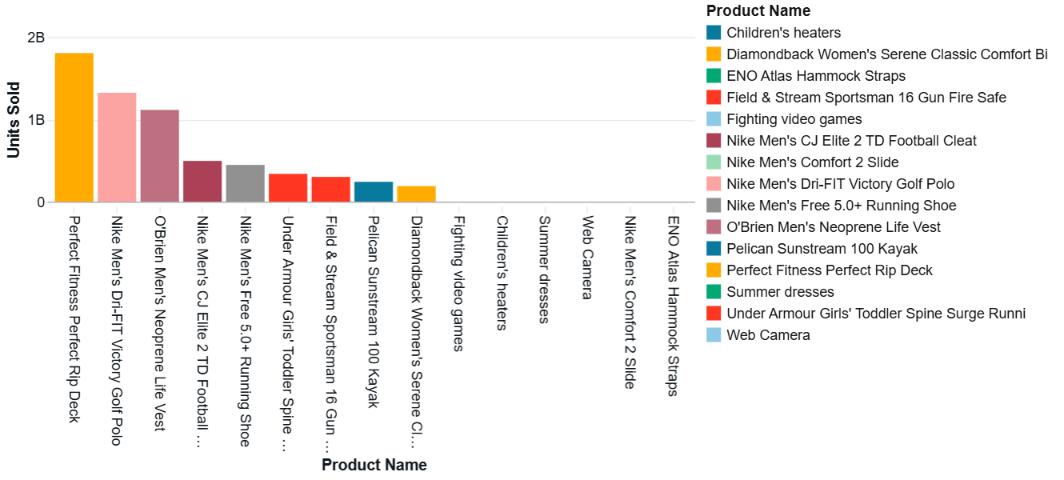 Product Name
Children's heaters
Diamondback Women's Serene Classic Comfort Bi
ENO Atlas Hammock Straps
Field & Stream Sportsman 16 Gun Fire Safe
Fighting video games
Nike Men's CJ Elite 2 TD Football Cleat
Nike Men's Comfort 2 Slide
Nike Men's Dri-FIT Victory Golf Polo
Nike Men's Free 5.0+ Running Shoe
O'Brien Men's Neoprene Life Vest
Pelican Sunstream 100 Kayak
Perfect Fitness Perfect Rip Deck
Summer dresses
Under Armour Girls' Toddler Spine Surge Runni
Web Camera
Units Sold
2B
1B
0
Perfect Fitness Perfect Rip Deck
Nike Men's Dri-FIT Victory Golf Polo
O'Brien Men's Neoprene Life Vest
Nike Men's CJ Elite 2 TD Football …
Nike Men's Free 5.0+ Running Shoe
Under Armour Girls' Toddler Spine …
Field & Stream Sportsman 16 Gun …
Pelican Sunstream 100 Kayak
Diamondback Women's Serene Cl…
Fighting video games
Children's heaters
Summer dresses
Web Camera
Nike Men's Comfort 2 Slide
ENO Atlas Hammock Straps
Product Name